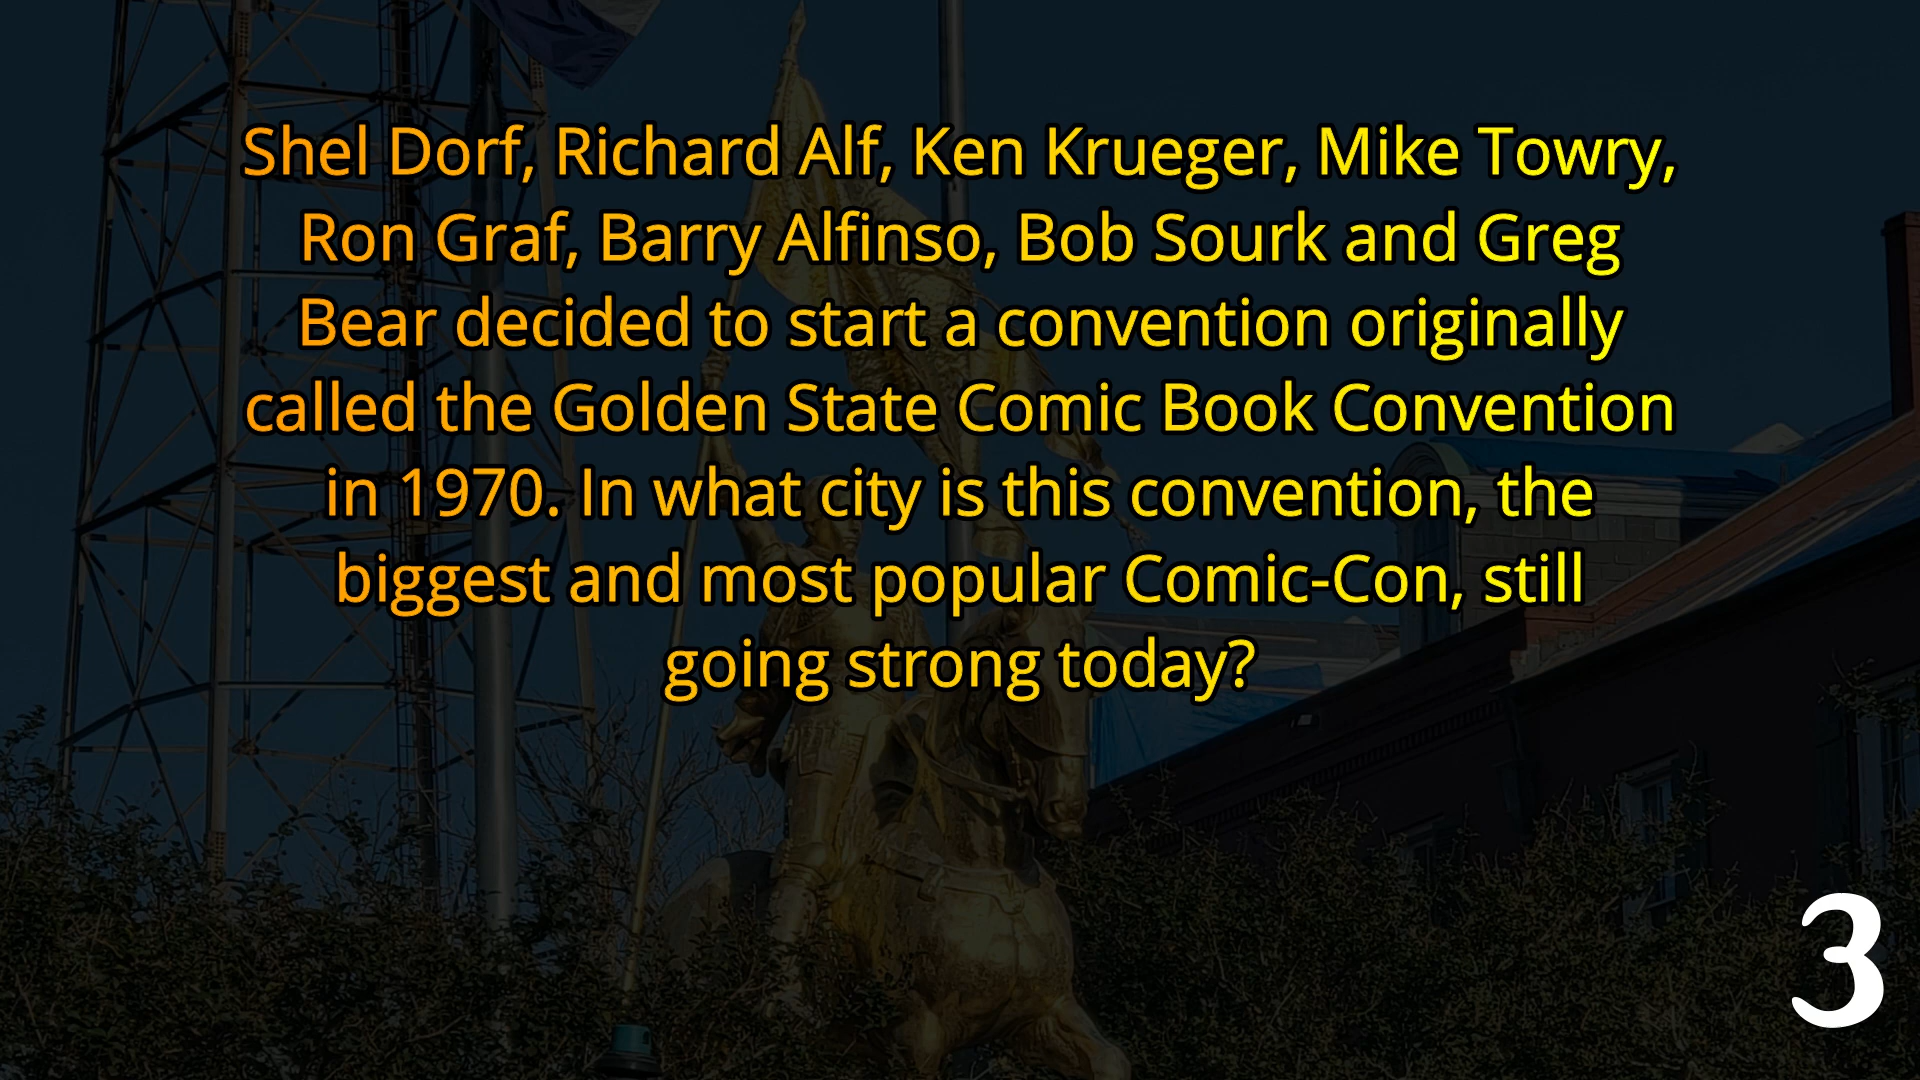 Shel Dorf, Richard Alf, Ken Krueger, Mike Towry,
Ron Graf, Barry Alfinso, Bob Sourk and Greg
Bear decided to start a convention originally
called the Golden State Comic Book Convention
in 1970. In what city is this convention, the
biggest and most popular Comic-Con, still
going strong today?
3